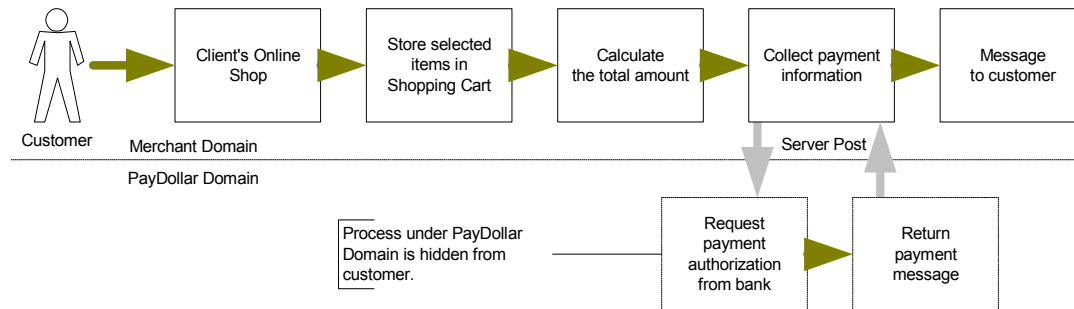 Client's Online
Shop
Store selected
items in
Shopping Cart
Calculate
the total amount
Collect payment
information
Message
to customer
Customer
Merchant Domain
Server Post
PayDollar Domain
Process under PayDollar
Domain is hidden from
customer.
Request
payment
authorization
from bank
Return
payment
message